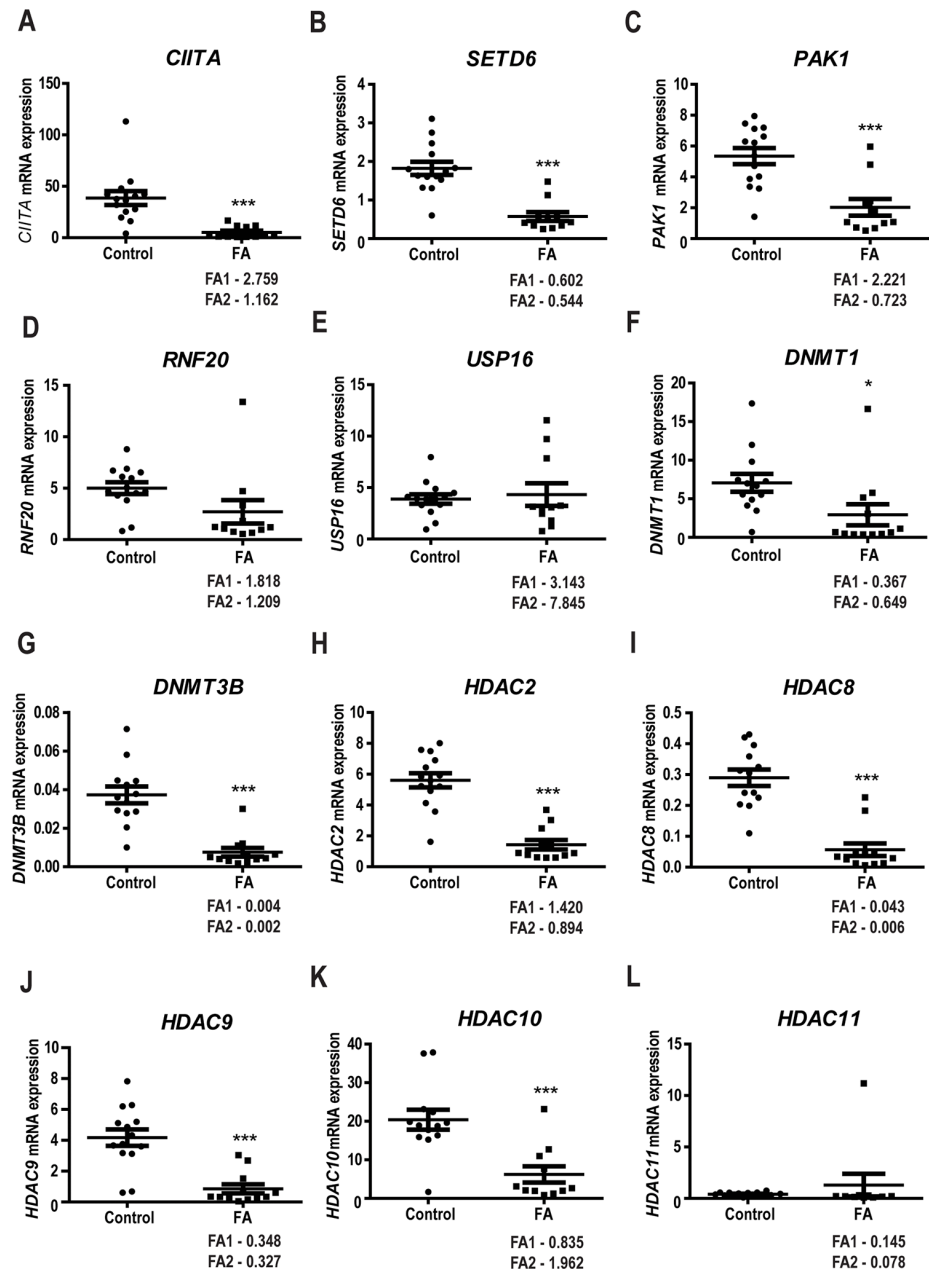 A
B
C
CIITA
SETD6
PAK1
CIITA mRNA expression
150
100
50
0
***
Control
FA
FA1 - 2.759
FA2 - 1.162
SETD6 mRNA expression
4
3
2
1
0
***
Control
FA
FA1 - 0.602
FA2 - 0.544
PAK1 mRNA expression
10
8
6
4
2
0
***
Control
FA
FA1 - 2.221
FA2 - 0.723
D
E
F
RNF20
USP16
DNMT1
RNF20 mRNA expression
15
10
5
0
Control
FA
FA1 - 1.818
FA2 - 1.209
USP16 mRNA expression
15
10
5
0
Control
FA
FA1 - 3.143
FA2 - 7.845
DNMT1 mRNA expression
20
15
10
5
0
*
Control
FA
FA1 - 0.367
FA2 - 0.649
G
H
I
DNMT3B
HDAC2
HDAC8
DNMT3B mRNA expression
0.08
0.06
0.04
0.02
0.00
***
Control
FA
FA1 - 0.004
FA2 - 0.002
HDAC2 mRNA expression
10
8
6
4
2
0
***
Control
FA
FA1 - 1.420
FA2 - 0.894
HDAC8 mRNA expression
0.5
0.4
0.3
0.2
0.1
0.0
***
Control
FA
FA1 - 0.043
FA2 - 0.006
J
K
L
HDAC9
HDAC10
HDAC11
HDAC9 mRNA expression
10
8
6
4
2
0
***
Control
FA
FA1 - 0.348
FA2 - 0.327
HDAC10 mRNA expression
40
30
20
10
0
***
Control
FA
FA1 - 0.835
FA2 - 1.962
HDAC11 mRNA expression
15
10
5
0
Control
FA
FA1 - 0.145
FA2 - 0.078